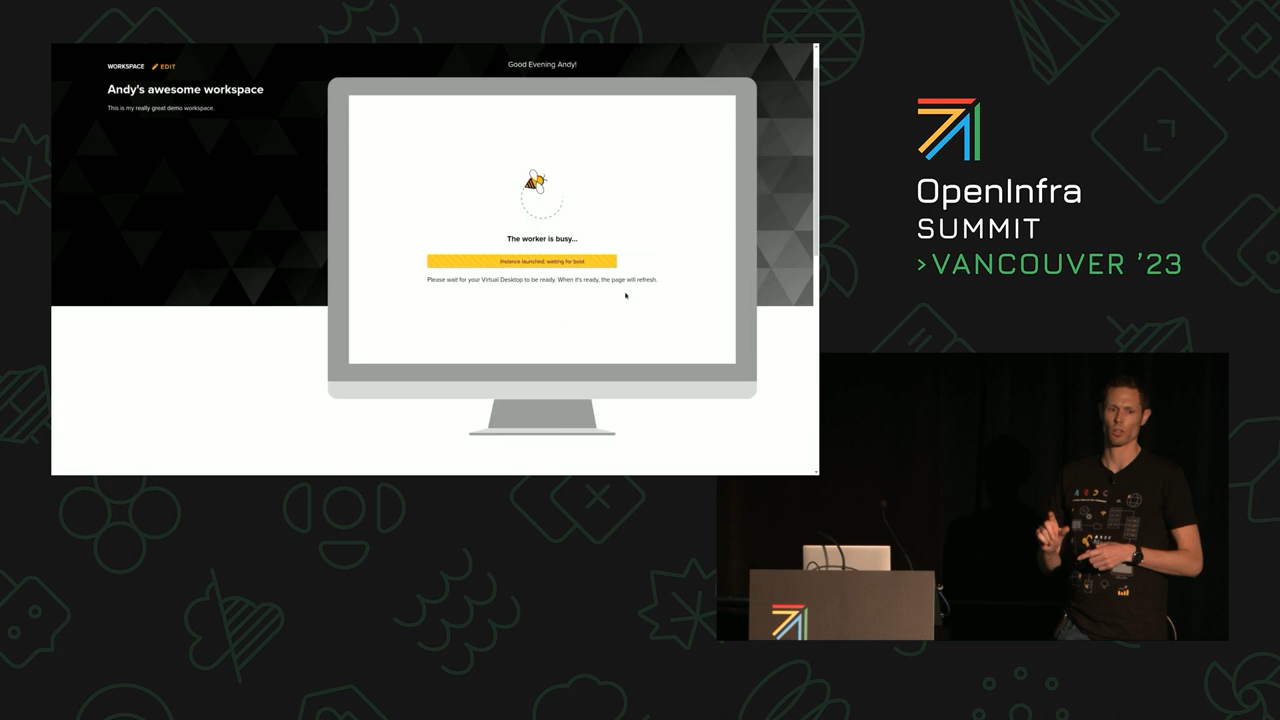 WORKSPACE EDIT
Good Evening Andy!
Andy's awesome workspace
This is my really great demo workspace.
The worker is busy...
Instance launched, waiting for boot
Please wait for your Virtual Desktop to be ready. When it's ready, the page will refresh.
OpenInfra
SUMMIT
>VANCOUVER '23
ARDC